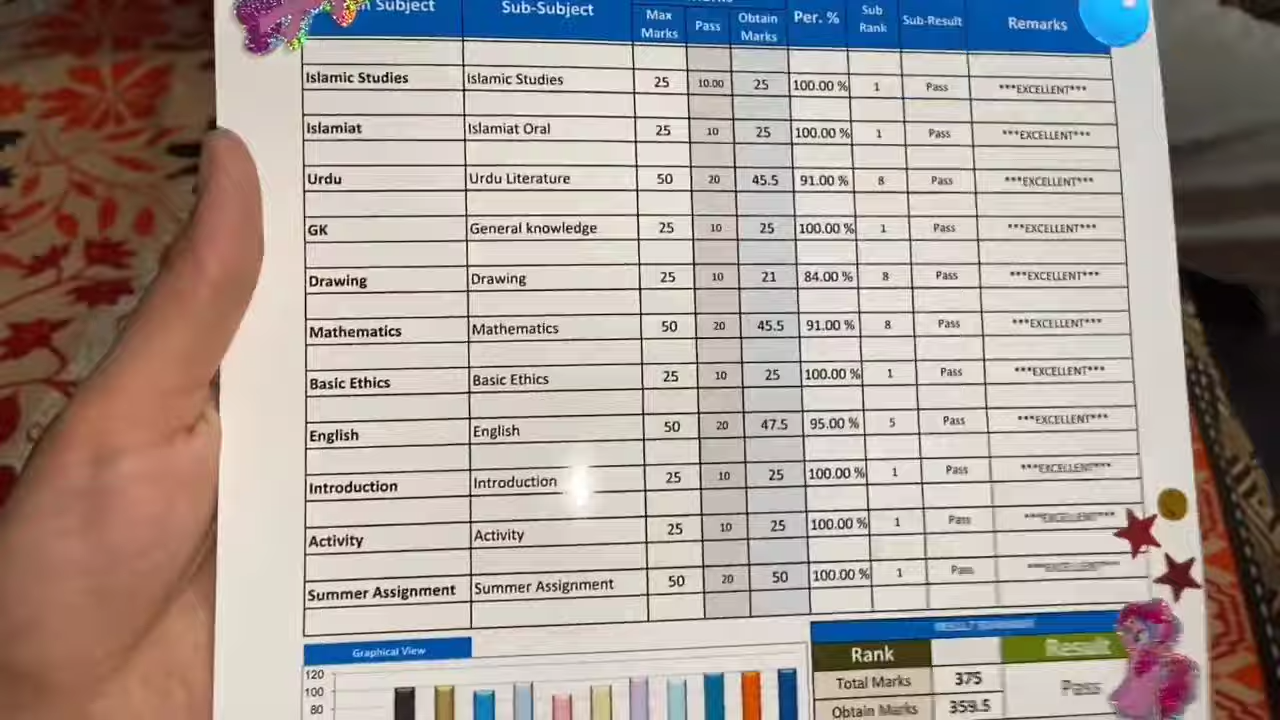 Subject Sub-Subject Max Marks Pass Obtain Marks Per. % Sub Rank Sub-Result Remarks
Islamic Studies Islamic Studies 25 10.00 25 100.00 % 1 Pass ***EXCELLENT***
Islamiat Islamiat Oral 25 10 25 100.00 % 1 Pass ***EXCELLENT***
Urdu Urdu Literature 50 20 45.5 91.00 % 8 Pass ***EXCELLENT***
GK General knowledge 25 10 25 100.00 % 1 Pass ***EXCELLENT***
Drawing Drawing 25 10 21 84.00 % 8 Pass ***EXCELLENT***
Mathematics Mathematics 50 20 45.5 91.00 % 8 Pass ***EXCELLENT***
Basic Ethics Basic Ethics 25 10 25 100.00 % 1 Pass ***EXCELLENT***
English English 50 20 47.5 95.00 % 5 Pass ***EXCELLENT***
Introduction Introduction 25 10 25 100.00 % 1 Pass ***EXCELLENT***
Activity Activity 25 10 25 100.00 % 1 Pass ***EXCELLENT***
Summer Assignment Summer Assignment 50 20 50 100.00 % 1 Pass ***EXCELLENT***
Graphical View
120
100
80
Rank Result
Total Marks 375 Pass
Obtain Marks 359.5